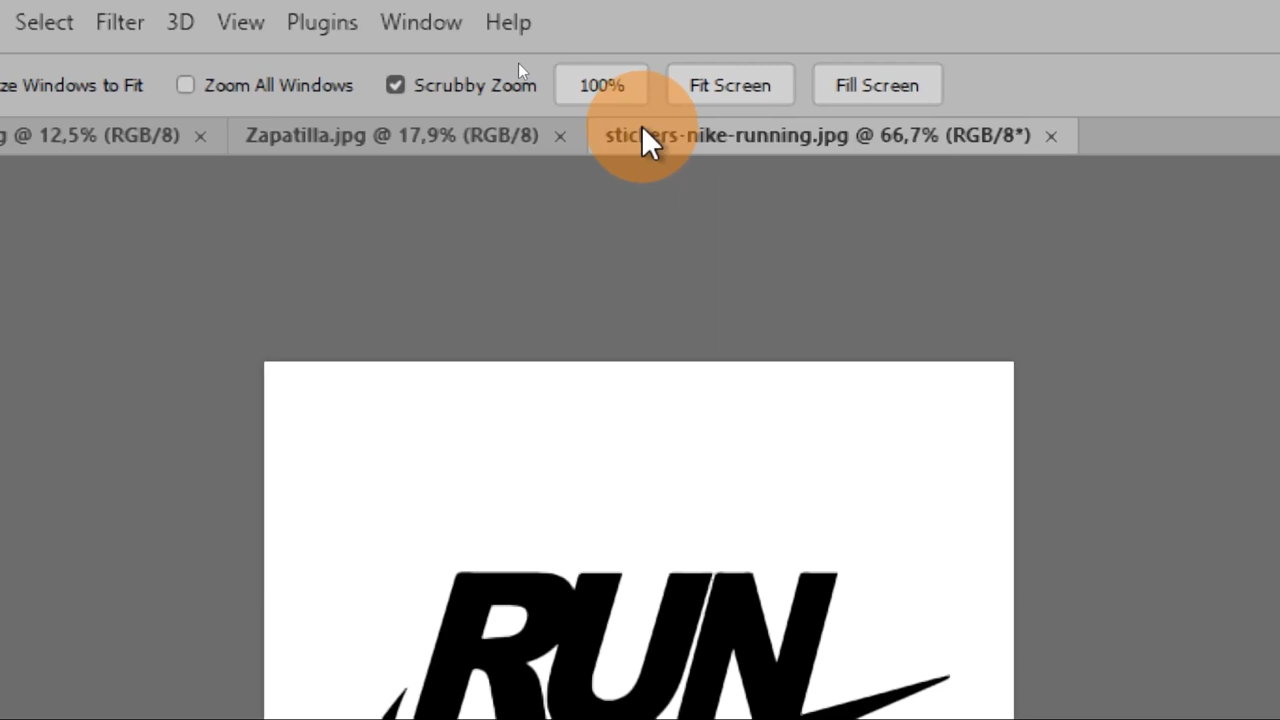 Select Filter 3D View Plugins Window Help
ze Windows to Fit Zoom All Windows Scrubby Zoom 100% Fit Screen Fill Screen
g @ 12,5% (RGB/8) × Zapatilla.jpg @ 17,9% (RGB/8) × stickers-nike-running.jpg @ 66,7% (RGB/8*) ×
RUN